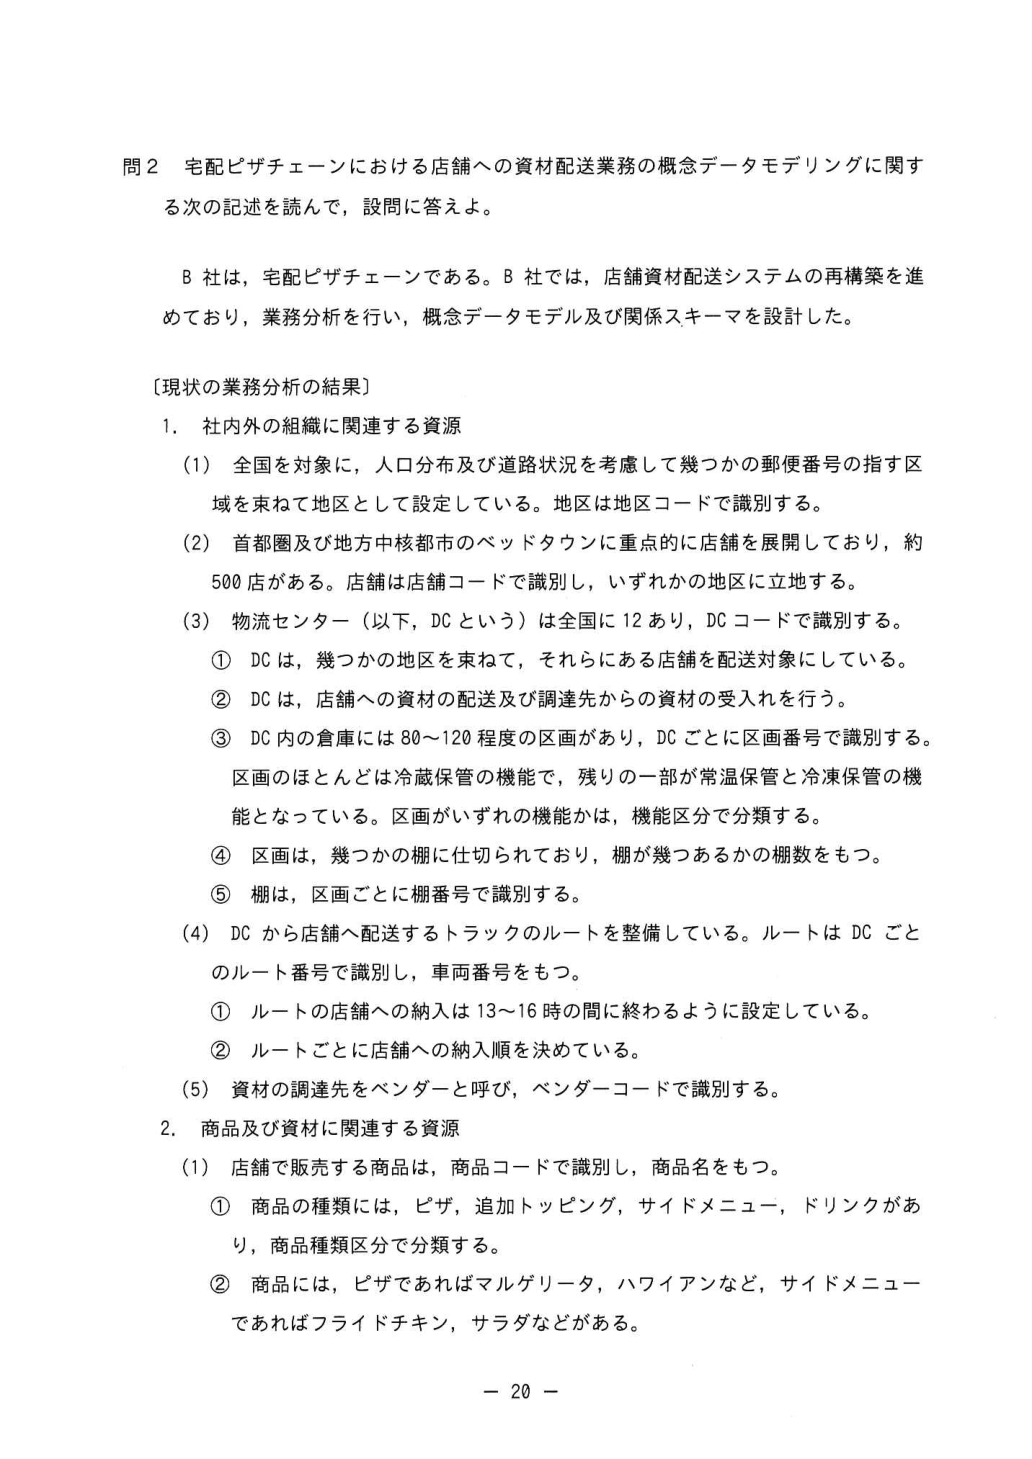 問2 宅配ピザチェーンにおける店舗への資材配送業務の概念データモデリングに関す
る次の記述を読んで，設問に答えよ。
B 社は，宅配ピザチェーンである。B 社では，店舗資材配送システムの再構築を進
めており，業務分析を行い，概念データモデル及び関係スキーマを設計した。
〔現状の業務分析の結果〕
1. 社内外の組織に関連する資源
(1) 全国を対象に，人口分布及び道路状況を考慮して幾つかの郵便番号の指す区
域を束ねて地区として設定している。地区は地区コードで識別する。
(2) 首都圏及び地方中核都市のベッドタウンに重点的に店舗を展開しており，約
500 店がある。店舗は店舗コードで識別し，いずれかの地区に立地する。
(3) 物流センター（以下，DC という）は全国に 12 あり，DC コードで識別する。
① DC は，幾つかの地区を束ねて，それらにある店舗を配送対象にしている。
② DC は，店舗への資材の配送及び調達先からの資材の受入れを行う。
③ DC 内の倉庫には 80～120 程度の区画があり，DC ごとに区画番号で識別する。
区画のほとんどは冷蔵保管の機能で，残りの一部が常温保管と冷凍保管の機
能となっている。区画がいずれの機能かは，機能区分で分類する。
④ 区画は，幾つかの棚に仕切られており，棚が幾つあるかの棚数をもつ。
⑤ 棚は，区画ごとに棚番号で識別する。
(4) DC から店舗へ配送するトラックのルートを整備している。ルートは DC ごと
のルート番号で識別し，車両番号をもつ。
① ルートの店舗への納入は 13～16 時の間に終わるように設定している。
② ルートごとに店舗への納入順を決めている。
(5) 資材の調達先をベンダーと呼び，ベンダーコードで識別する。
2. 商品及び資材に関連する資源
(1) 店舗で販売する商品は，商品コードで識別し，商品名をもつ。
① 商品の種類には，ピザ，追加トッピング，サイドメニュー，ドリンクがあ
り，商品種類区分で分類する。
② 商品には，ピザであればマルゲリータ，ハワイアンなど，サイドメニュー
であればフライドチキン，サラダなどがある。
－ 20 －